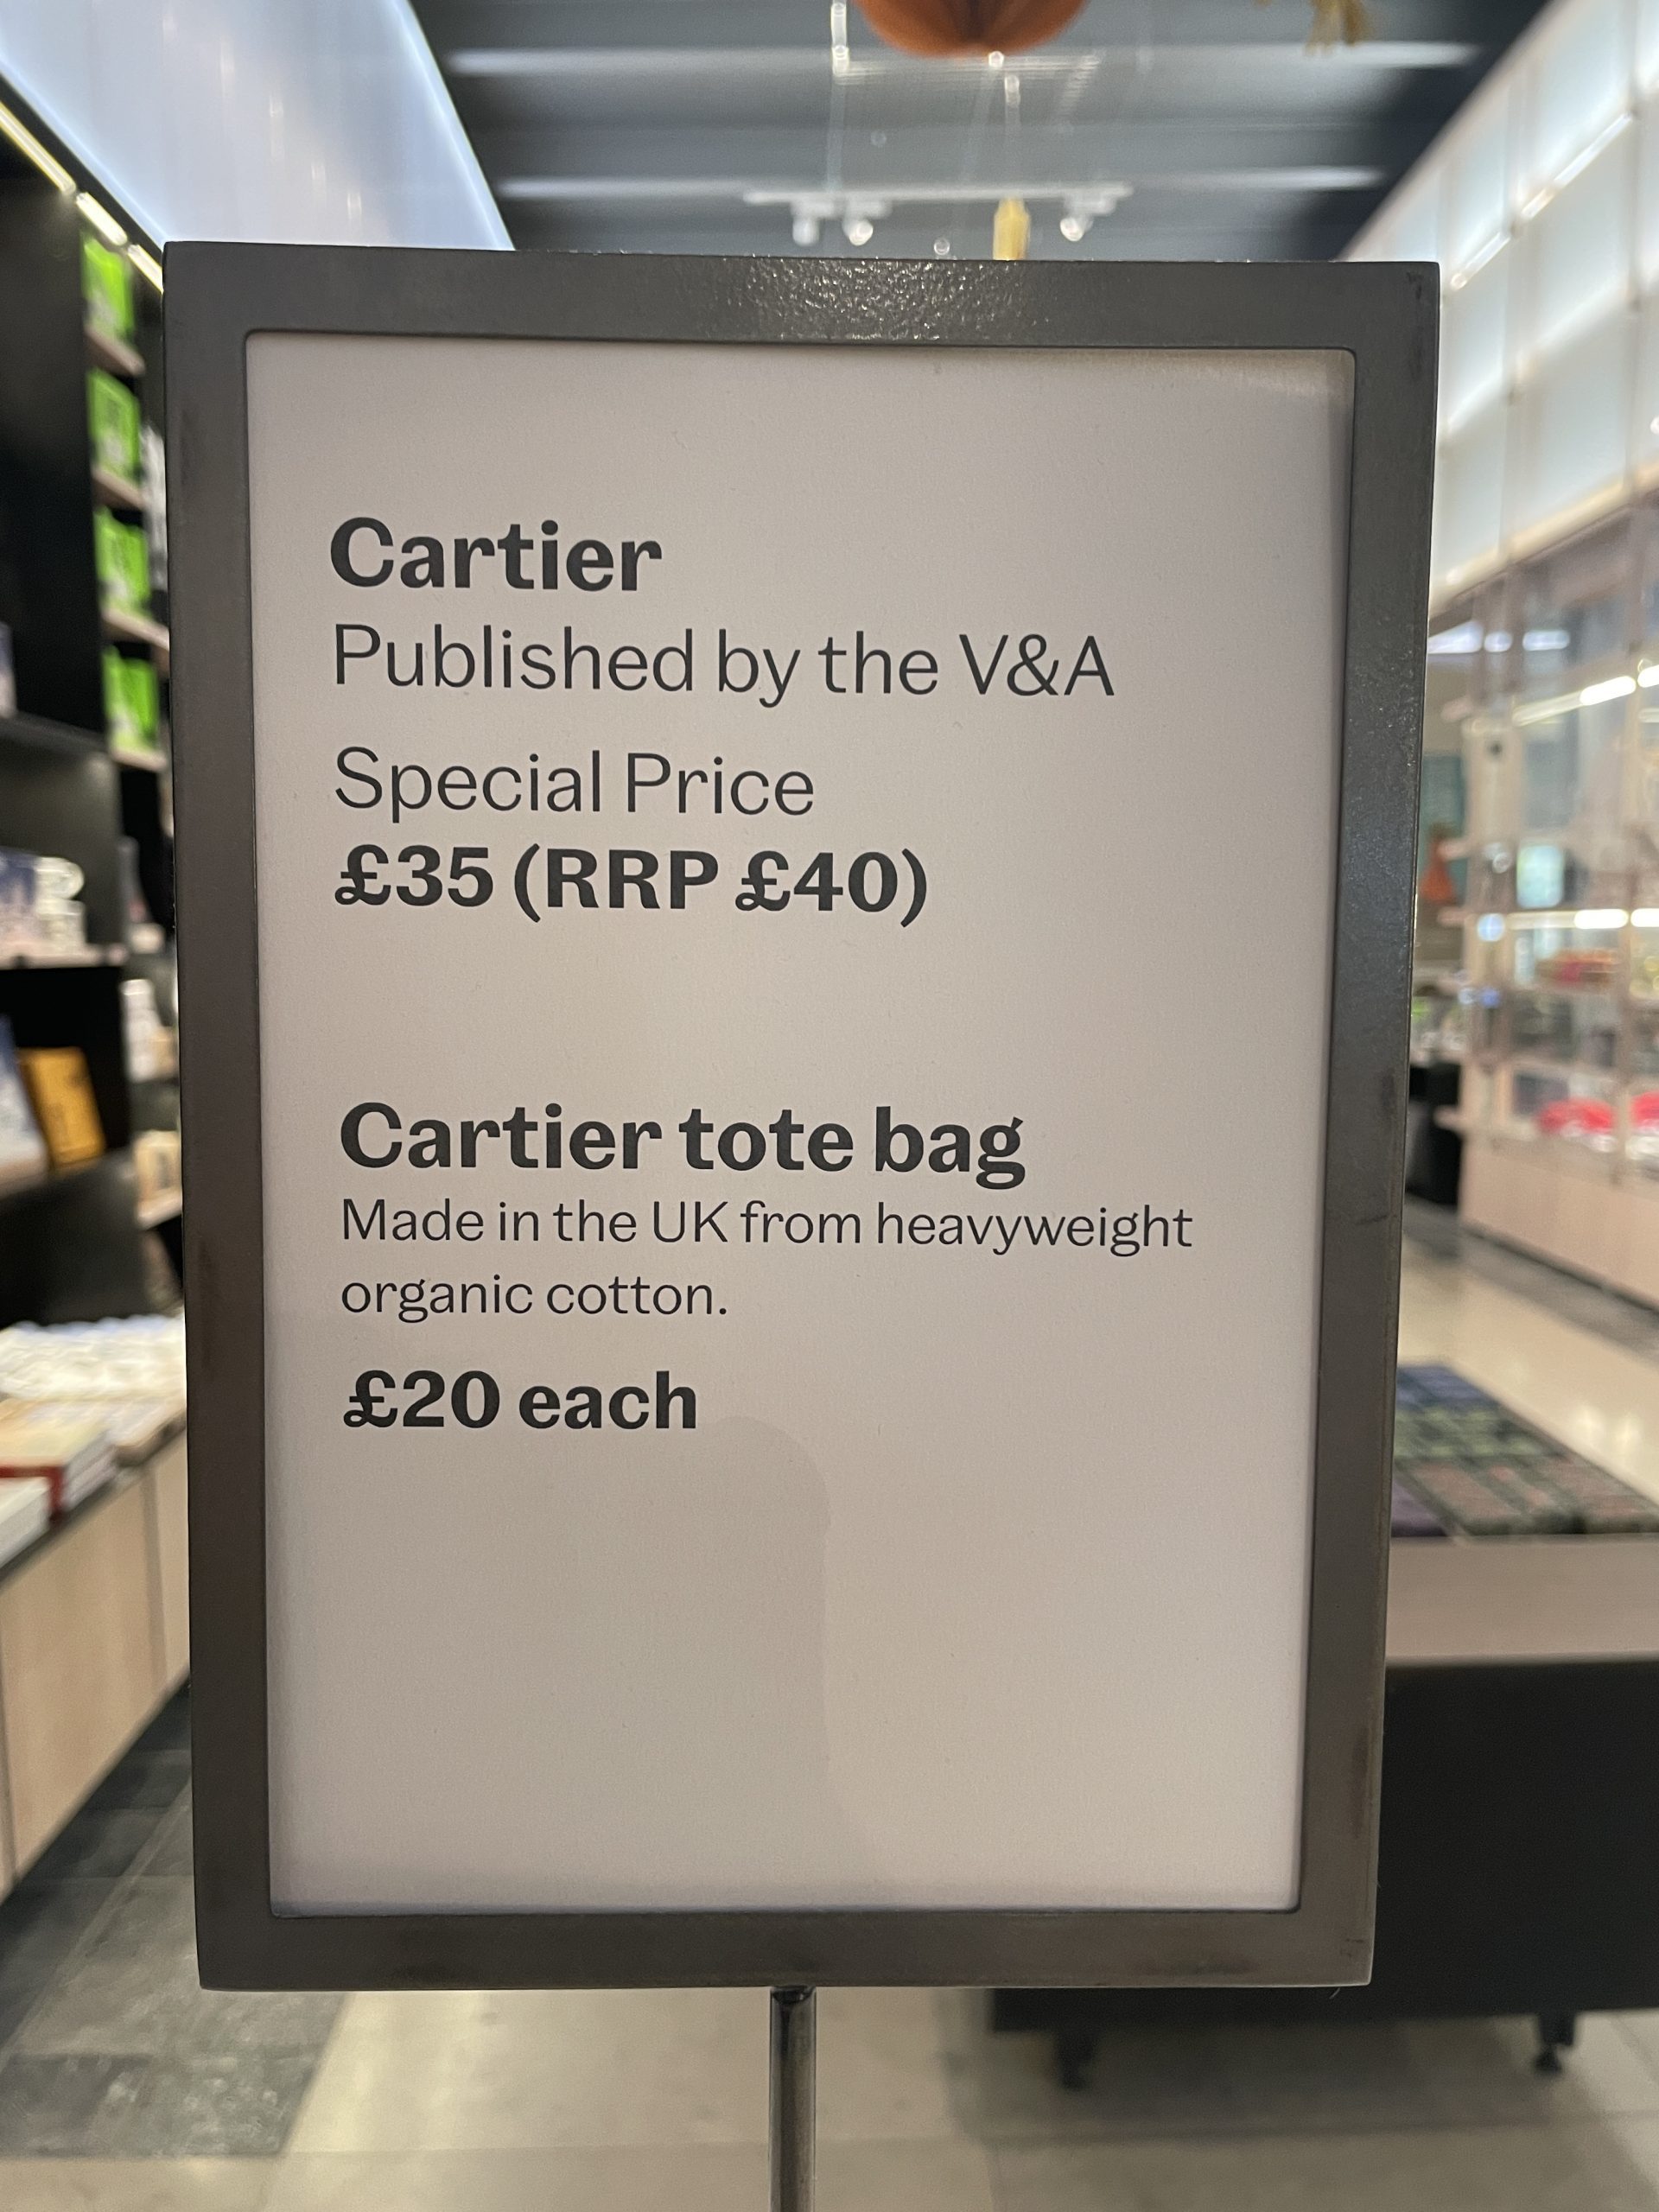 Cartier
Published by the V&A
Special Price
£35 (RRP £40)
Cartier tote bag
Made in the UK from heavyweight
organic cotton.
£20 each